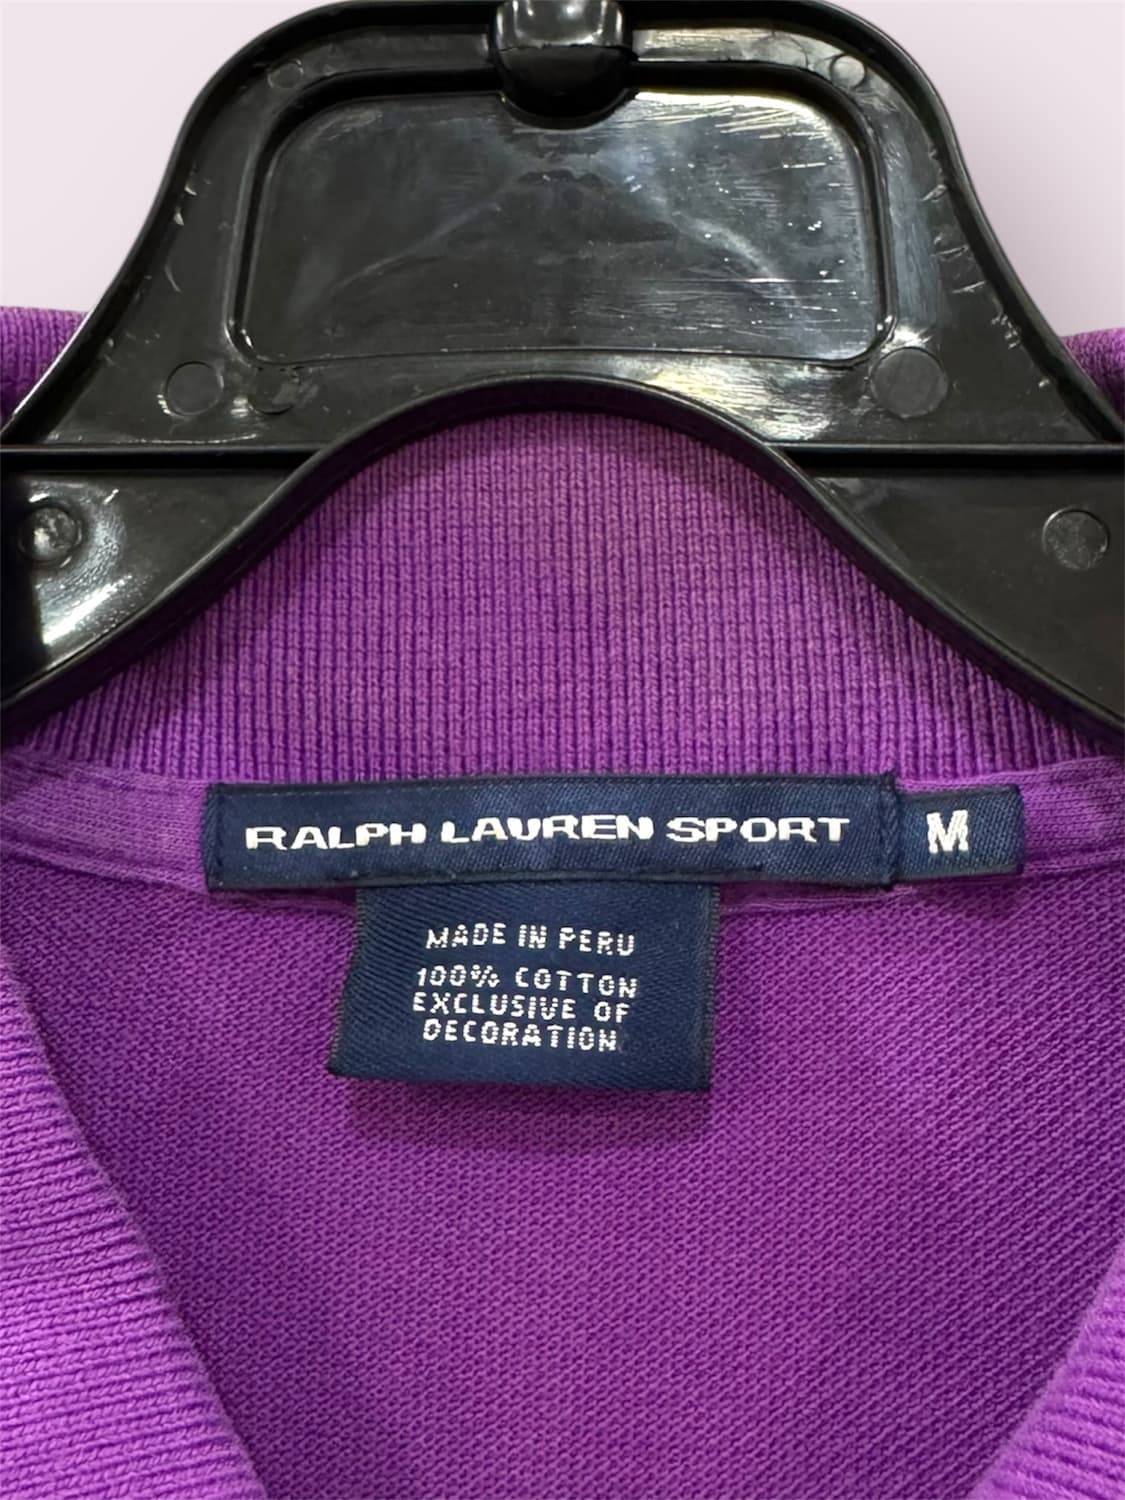 RALPH LAUREN SPORT M
MADE IN PERU
100% COTTON
EXCLUSIVE OF
DECORATION